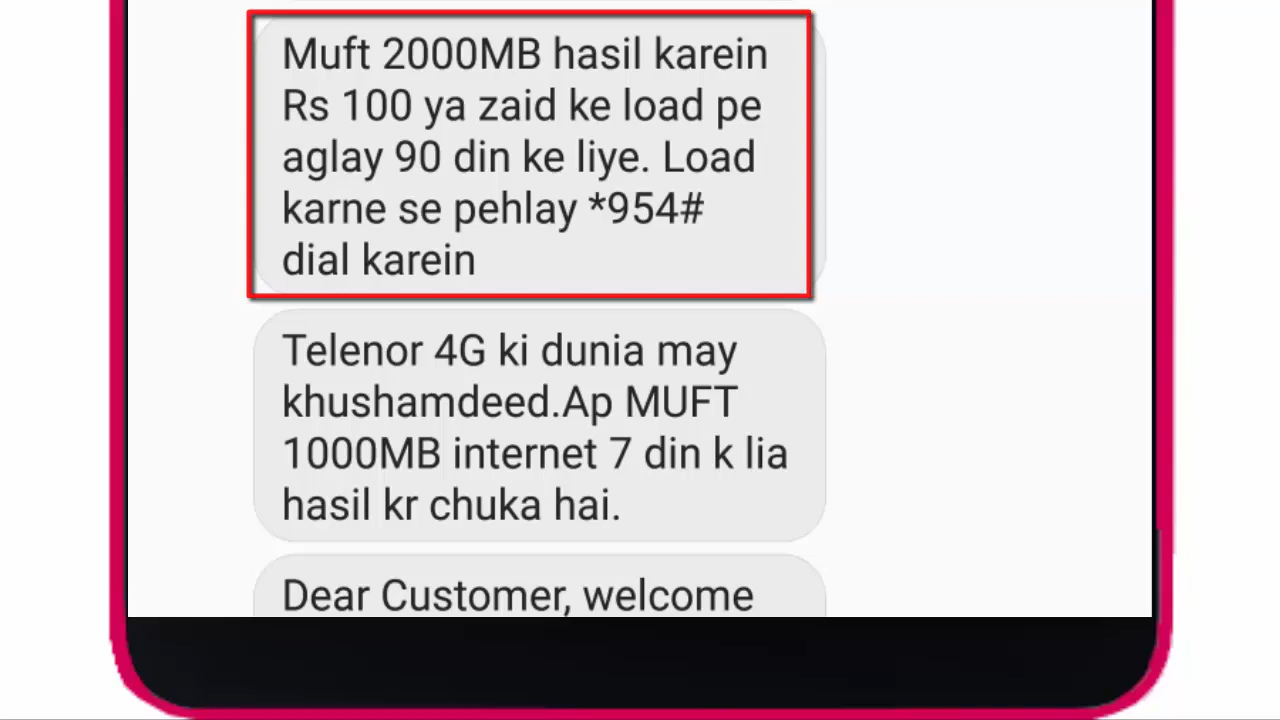 Muft 2000MB hasil karein
Rs 100 ya zaid ke load pe
aglay 90 din ke liye. Load
karne se pehlay *954#
dial karein
Telenor 4G ki dunia may
khushamdeed.Ap MUFT
1000MB internet 7 din k lia
hasil kr chuka hai.
Dear Customer, welcome